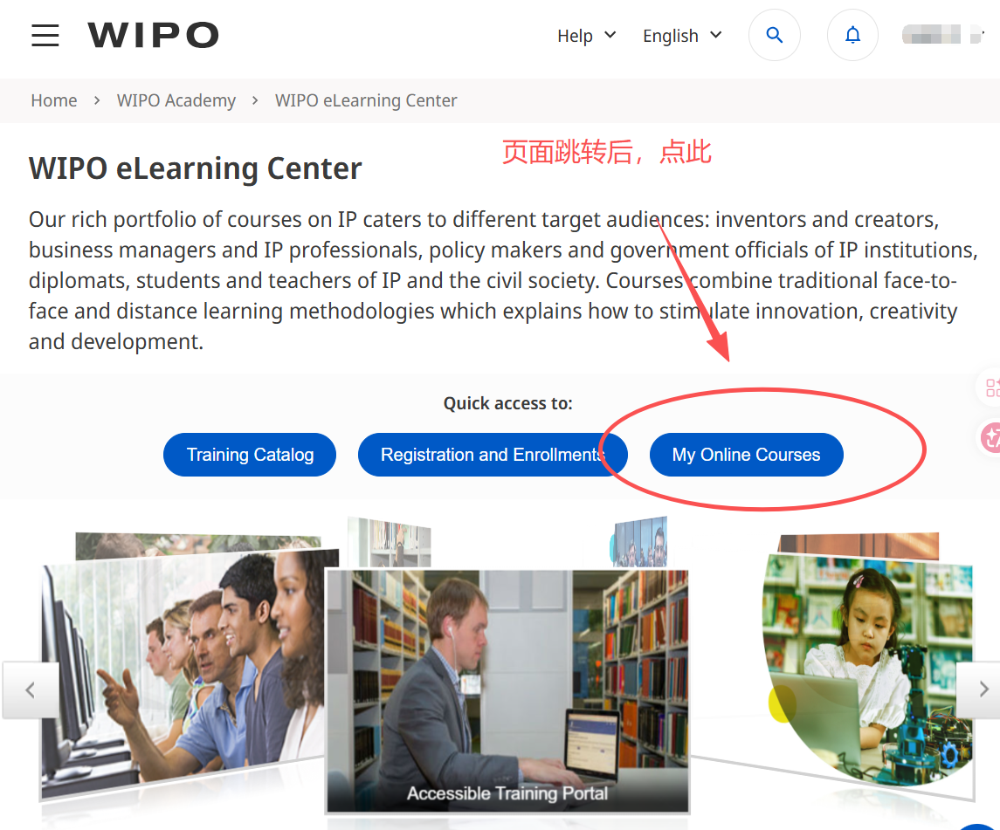 WIPO
Help
English
Home > WIPO Academy > WIPO eLearning Center
页面跳转后，点此
WIPO eLearning Center
Our rich portfolio of courses on IP caters to different target audiences: inventors and creators,
business managers and IP professionals, policy makers and government officials of IP institutions,
diplomats, students and teachers of IP and the civil society. Courses combine traditional face-to-
face and distance learning methodologies which explains how to stimulate innovation, creativity
and development.
Quick access to:
Training Catalog
Registration and Enrollments
My Online Courses
Accessible Training Portal